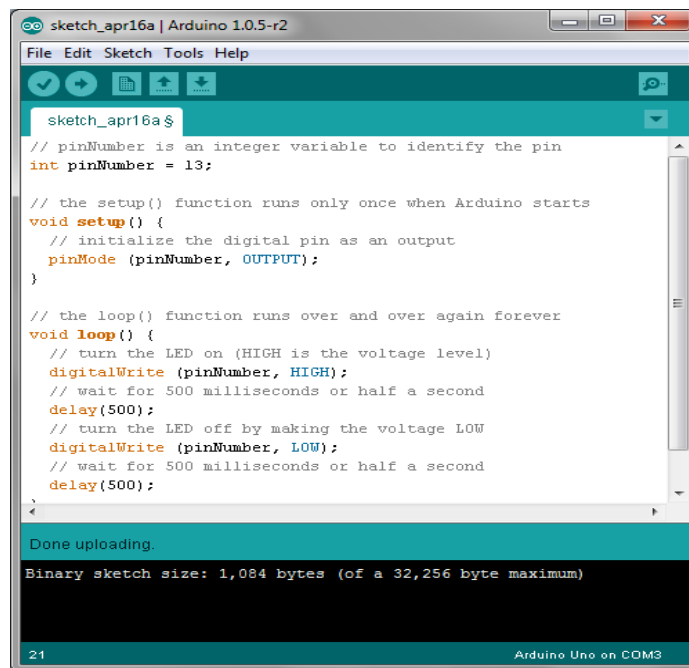 sketch_apr16a | Arduino 1.0.5-r2
File Edit Sketch Tools Help
sketch_apr16a §
// pinNumber is an integer variable to identify the pin
int pinNumber = 13;
// the setup() function runs only once when Arduino starts
void setup() {
// initialize the digital pin as an output
pinMode (pinNumber, OUTPUT);
}
// the loop() function runs over and over again forever
void loop() {
// turn the LED on (HIGH is the voltage level)
digitalWrite (pinNumber, HIGH);
// wait for 500 milliseconds or half a second
delay(500);
// turn the LED off by making the voltage LOW
digitalWrite (pinNumber, LOW);
// wait for 500 milliseconds or half a second
delay(500);
Done uploading.
Binary sketch size: 1,084 bytes (of a 32,256 byte maximum)
21 Arduino Uno on COM3